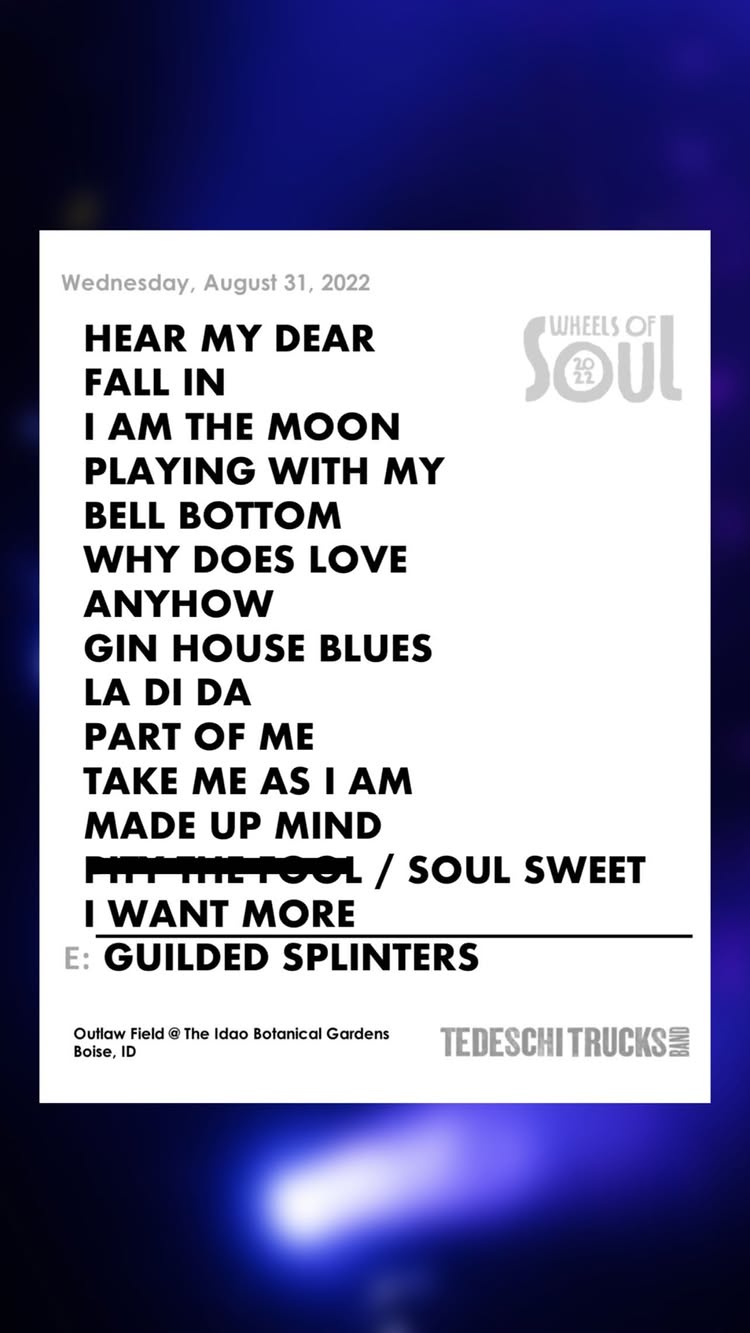 Wednesday, August 31, 2022
WHEELS OF
SOUL
20
22
HEAR MY DEAR
FALL IN
I AM THE MOON
PLAYING WITH MY
BELL BOTTOM
WHY DOES LOVE
ANYHOW
GIN HOUSE BLUES
LA DI DA
PART OF ME
TAKE ME AS I AM
MADE UP MIND
PITY THE FOOL / SOUL SWEET
I WANT MORE
E: GUILDED SPLINTERS
Outlaw Field @ The Idao Botanical Gardens
Boise, ID
TEDESCHI TRUCKS BAND